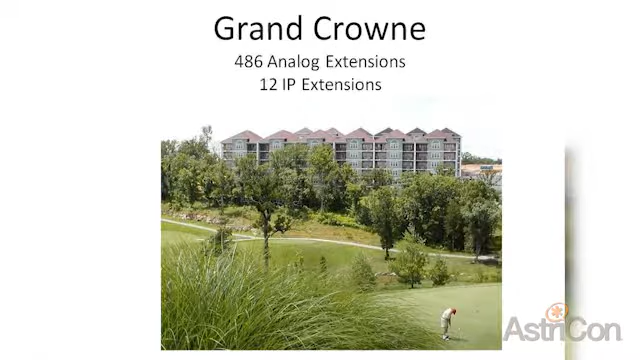 Grand Crowne
486 Analog Extensions
12 IP Extensions
AstriCon